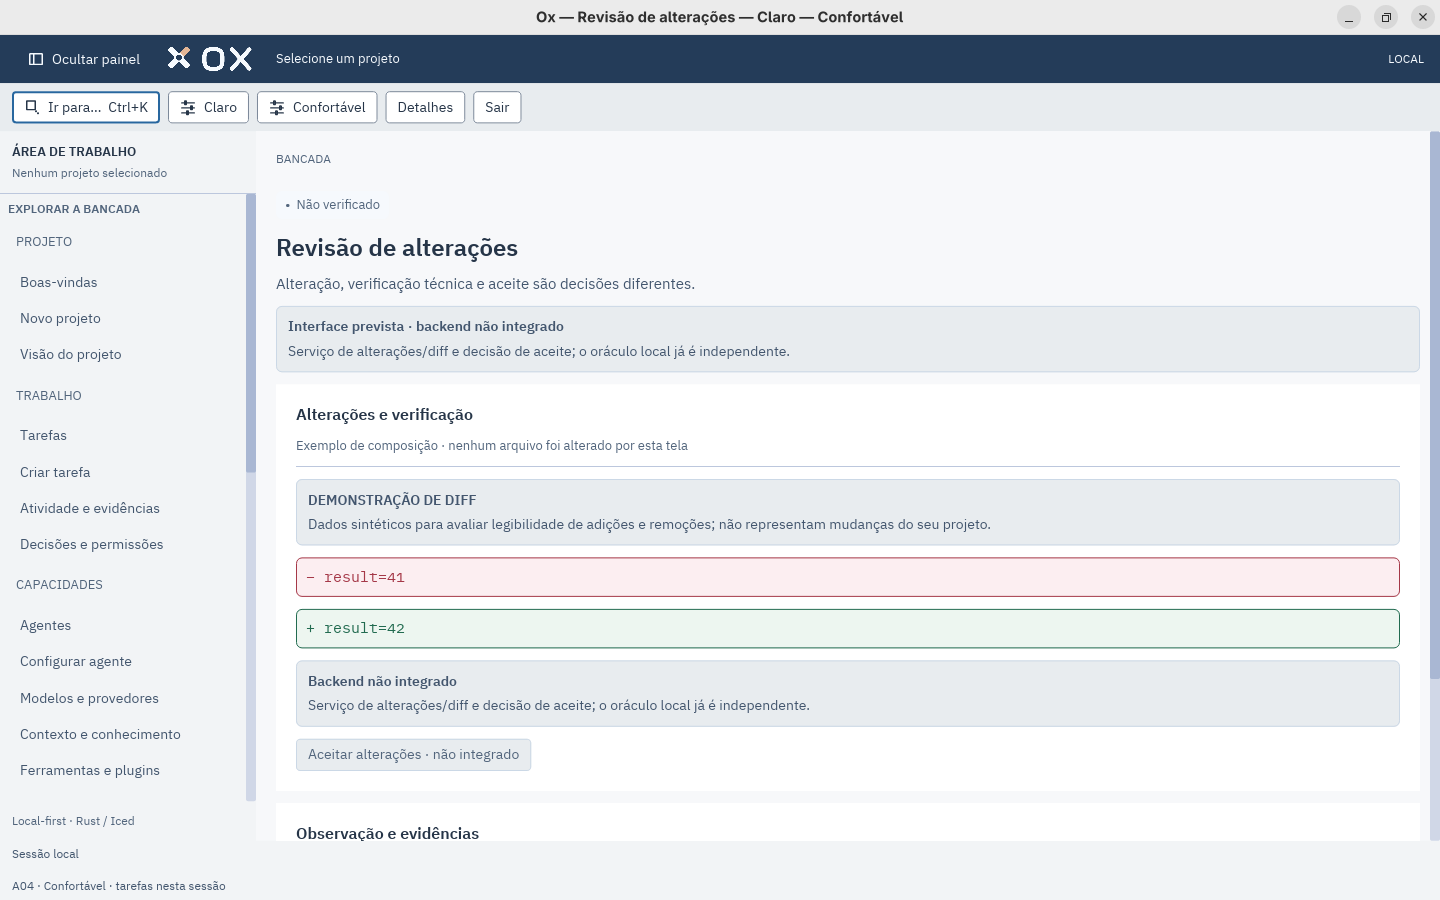 Ox — Revisão de alterações — Claro — Confortável
Ocultar painel
OX
Selecione um projeto
LOCAL
Ir para... Ctrl+K
Claro
Confortável
Detalhes
Sair
ÁREA DE TRABALHO
Nenhum projeto selecionado
EXPLORAR A BANCADA
PROJETO
Boas-vindas
Novo projeto
Visão do projeto
TRABALHO
Tarefas
Criar tarefa
Atividade e evidências
Decisões e permissões
CAPACIDADES
Agentes
Configurar agente
Modelos e provedores
Contexto e conhecimento
Ferramentas e plugins
Local-first · Rust / Iced
Sessão local
A04 · Confortável · tarefas nesta sessão
BANCADA
• Não verificado
Revisão de alterações
Alteração, verificação técnica e aceite são decisões diferentes.
Interface prevista · backend não integrado
Serviço de alterações/diff e decisão de aceite; o oráculo local já é independente.
Alterações e verificação
Exemplo de composição · nenhum arquivo foi alterado por esta tela
DEMONSTRAÇÃO DE DIFF
Dados sintéticos para avaliar legibilidade de adições e remoções; não representam mudanças do seu projeto.
− result=41
+ result=42
Backend não integrado
Serviço de alterações/diff e decisão de aceite; o oráculo local já é independente.
Aceitar alterações · não integrado
Observação e evidências